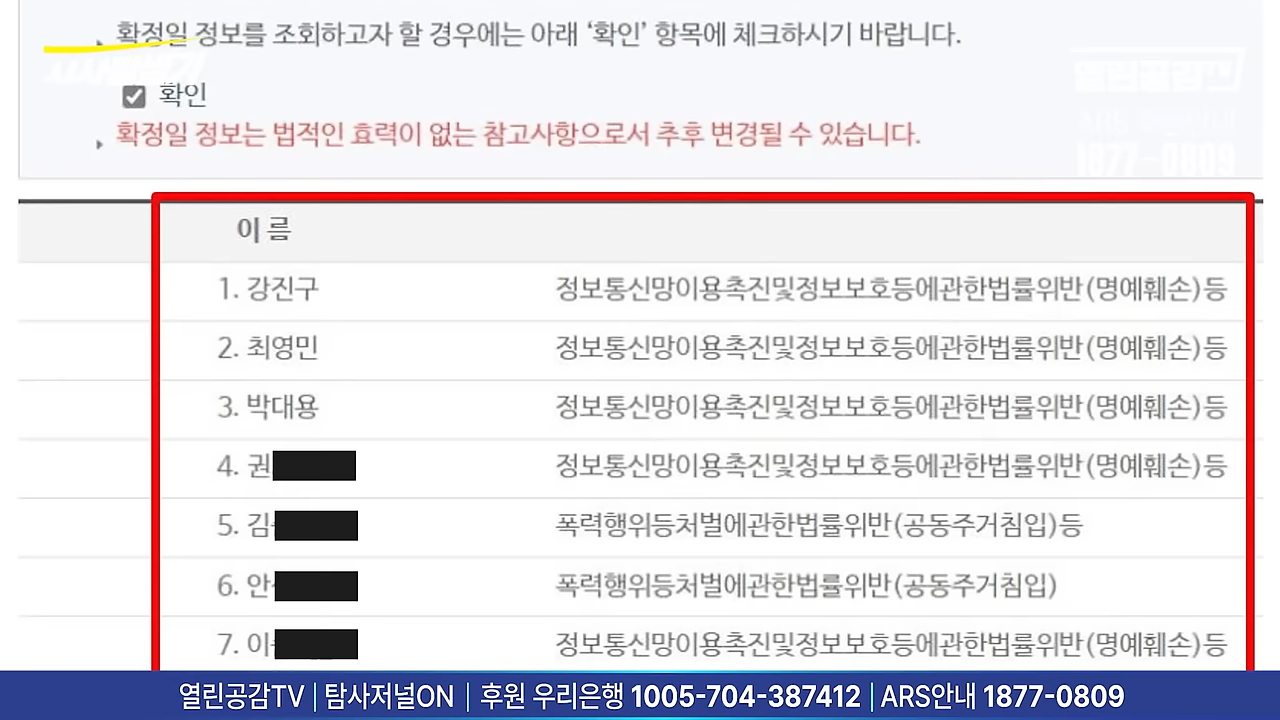 확정일 정보를 조회하고자 할 경우에는 아래 ‘확인’ 항목에 체크하시기 바랍니다.
열린공감TV
확인
ARS
확정일 정보는 법적인 효력이 없는 참고사항으로서 추후 변경될 수 있습니다.
1877-0809
이 름
1. 강진구 정보통신망이용촉진및정보보호등에관한법률위반(명예훼손)등
2. 최영민 정보통신망이용촉진및정보보호등에관한법률위반(명예훼손)등
3. 박대용 정보통신망이용촉진및정보보호등에관한법률위반(명예훼손)등
4. 권 정보통신망이용촉진및정보보호등에관한법률위반(명예훼손)등
5. 김 폭력행위등처벌에관한법률위반(공동주거침입)등
6. 안 폭력행위등처벌에관한법률위반(공동주거침입)
7. 이 정보통신망이용촉진및정보보호등에관한법률위반(명예훼손)등
열린공감TV | 탐사저널ON | 후원 우리은행 1005-704-387412 | ARS안내 1877-0809